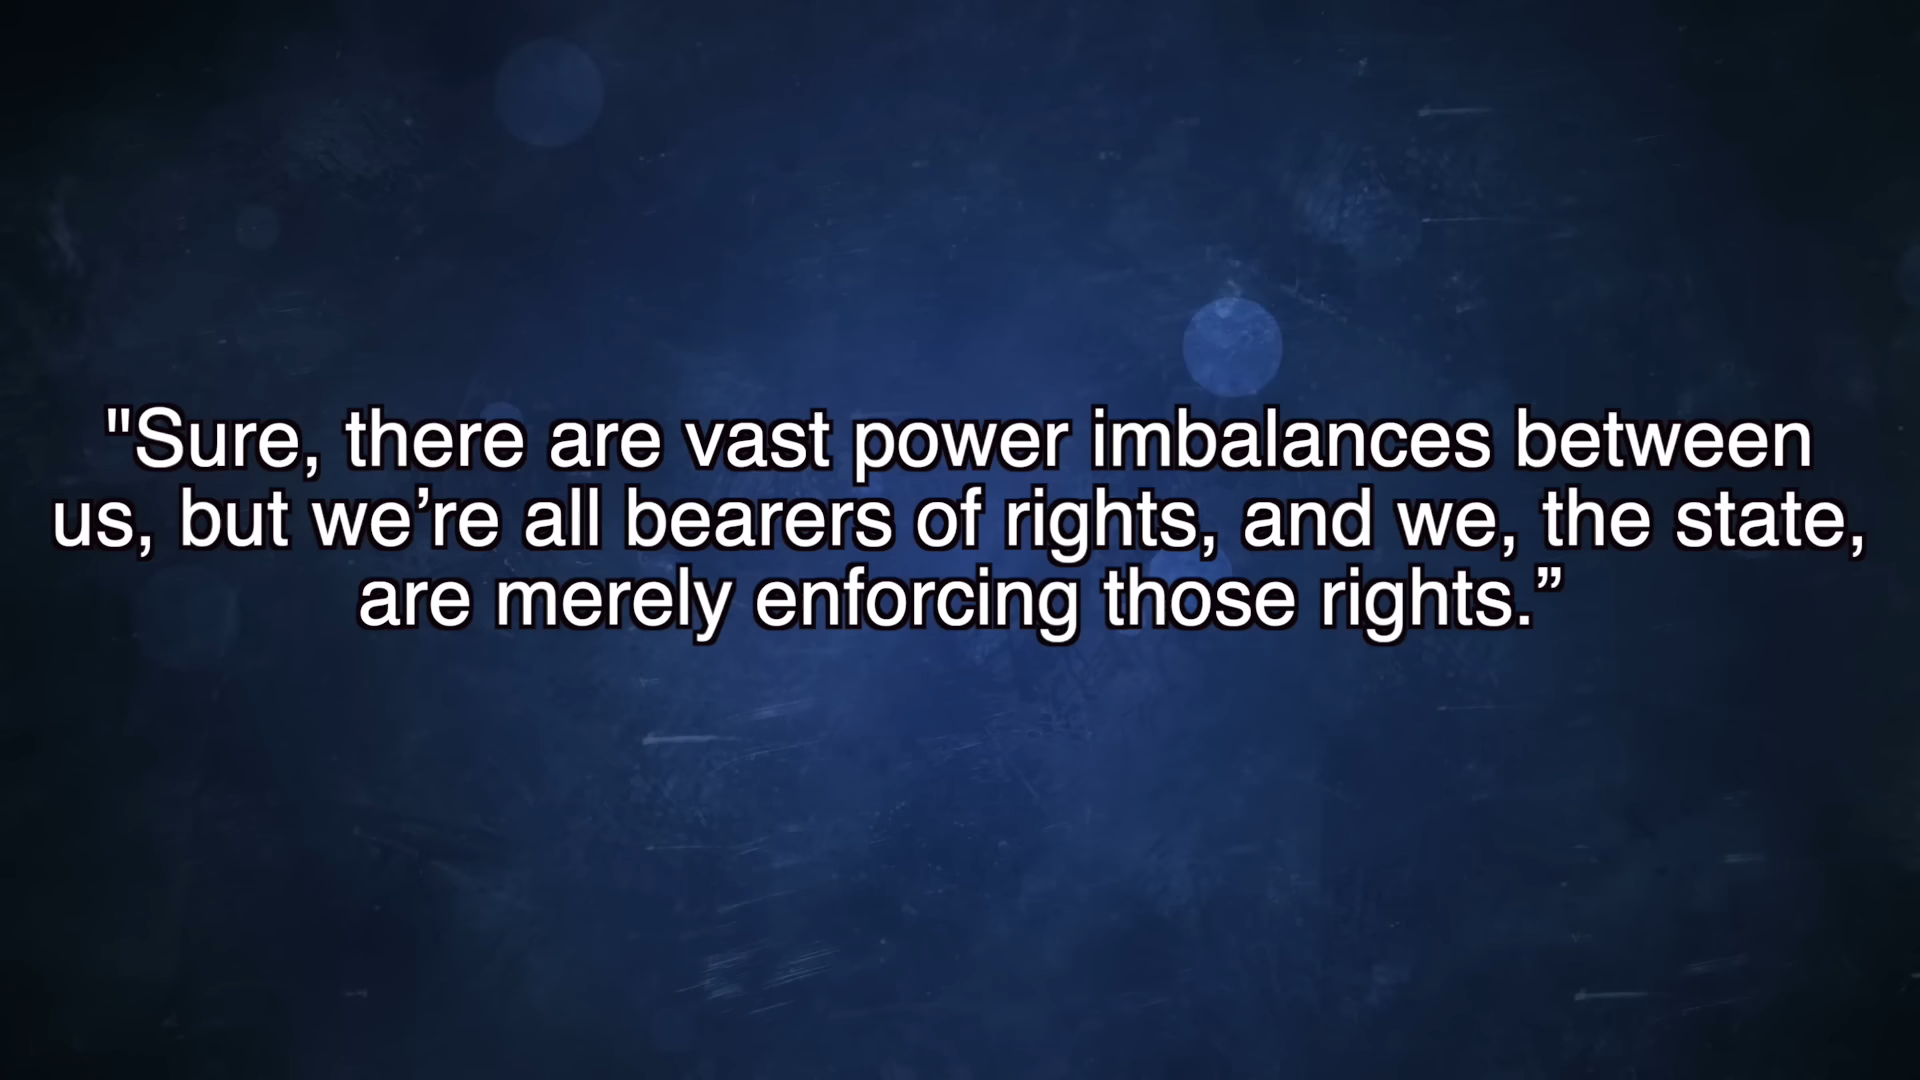 "Sure, there are vast power imbalances between
us, but we’re all bearers of rights, and we, the state,
are merely enforcing those rights.”